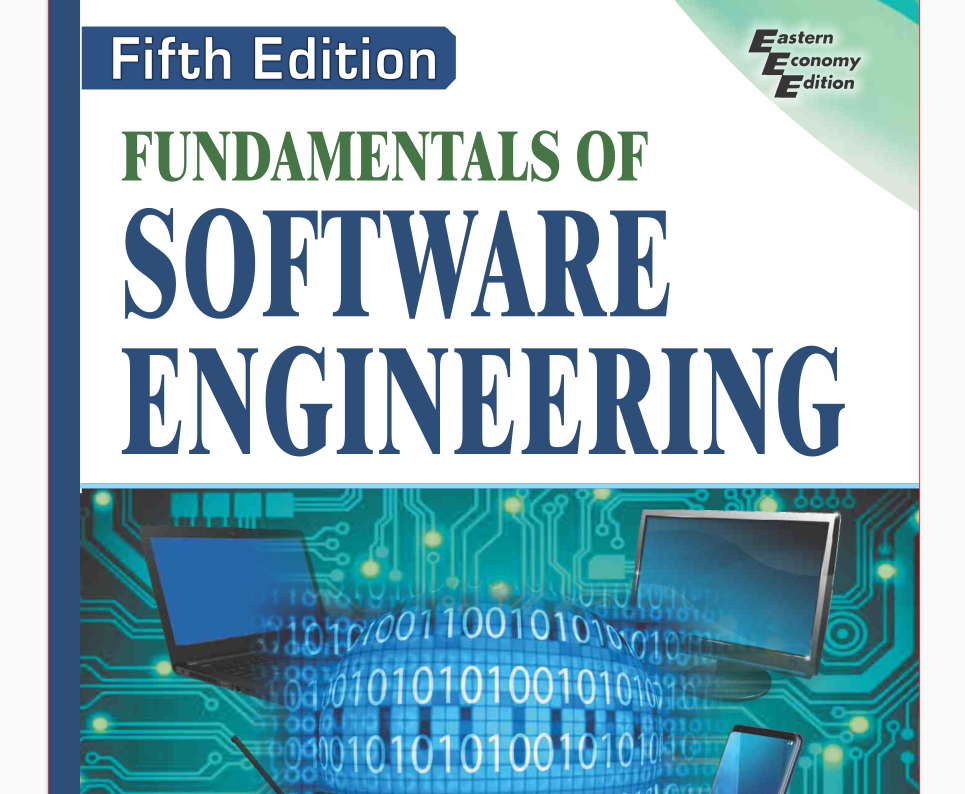 Fifth Edition
Eastern
Economy
Edition
FUNDAMENTALS OF
SOFTWARE
ENGINEERING